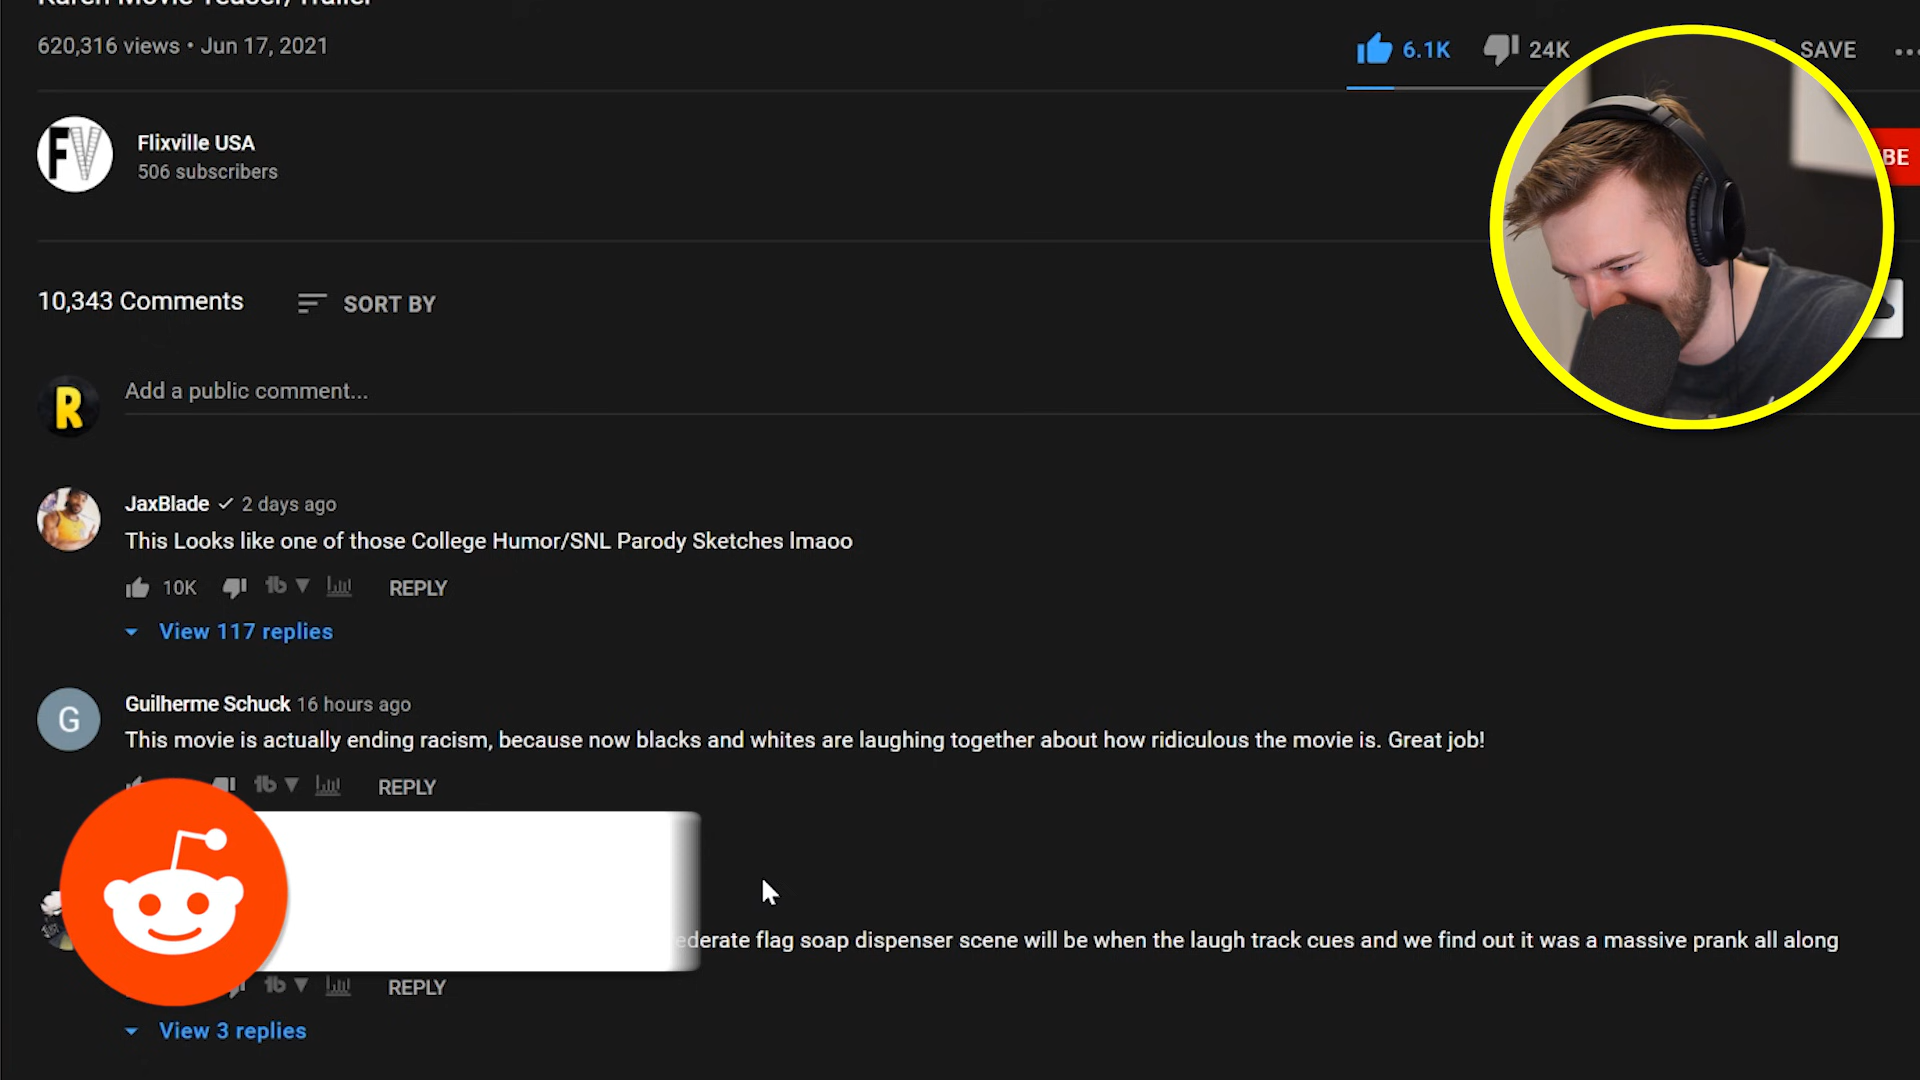 Karen Movie Teaser/Trailer
620,316 views • Jun 17, 2021
6.1K
24K
SAVE
FV
Flixville USA
506 subscribers
BE
10,343 Comments
SORT BY
R
Add a public comment...
JaxBlade
2 days ago
This Looks like one of those College Humor/SNL Parody Sketches lmaoo
10K
REPLY
View 117 replies
G
Guilherme Schuck 16 hours ago
This movie is actually ending racism, because now blacks and whites are laughing together about how ridiculous the movie is. Great job!
REPLY
flag soap dispenser scene will be when the laugh track cues and we find out it was a massive prank all along
REPLY
View 3 replies